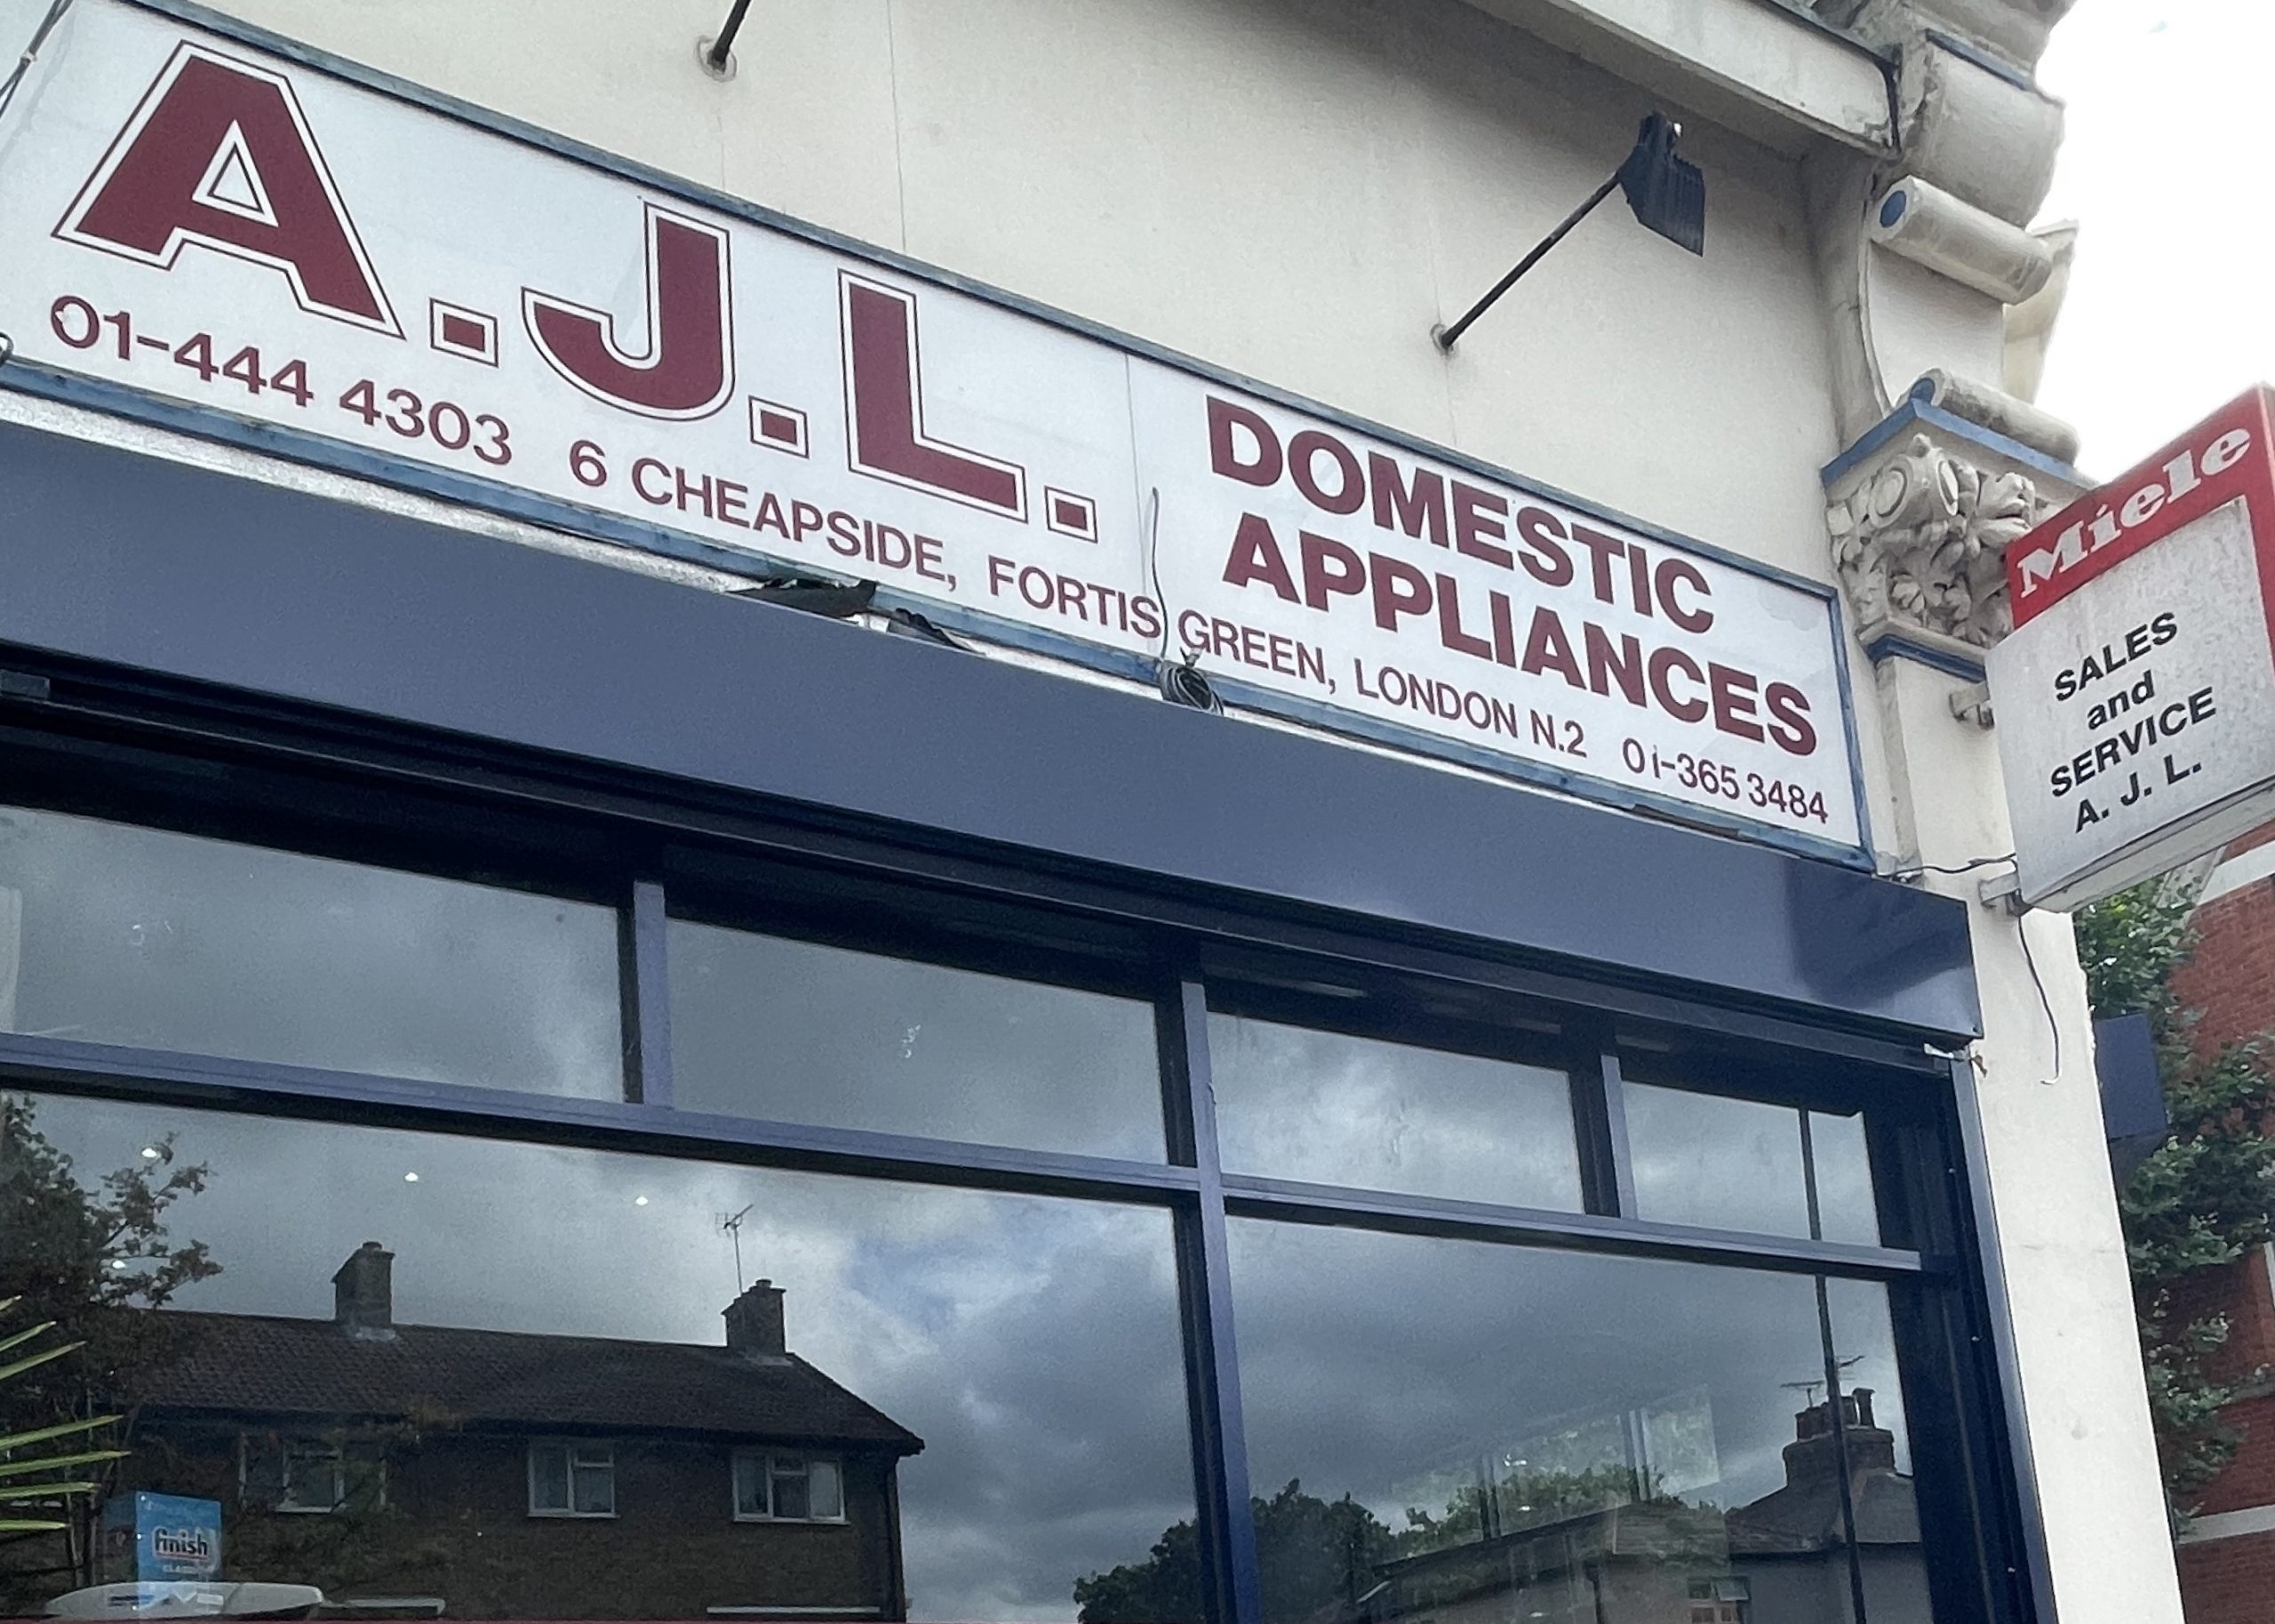 A.J.L.
DOMESTIC
APPLIANCES
01-444 4303 6 CHEAPSIDE, FORTIS GREEN, LONDON N.2 01-365 3484
Miele
SALES
and
SERVICE
A. J. L.
finish